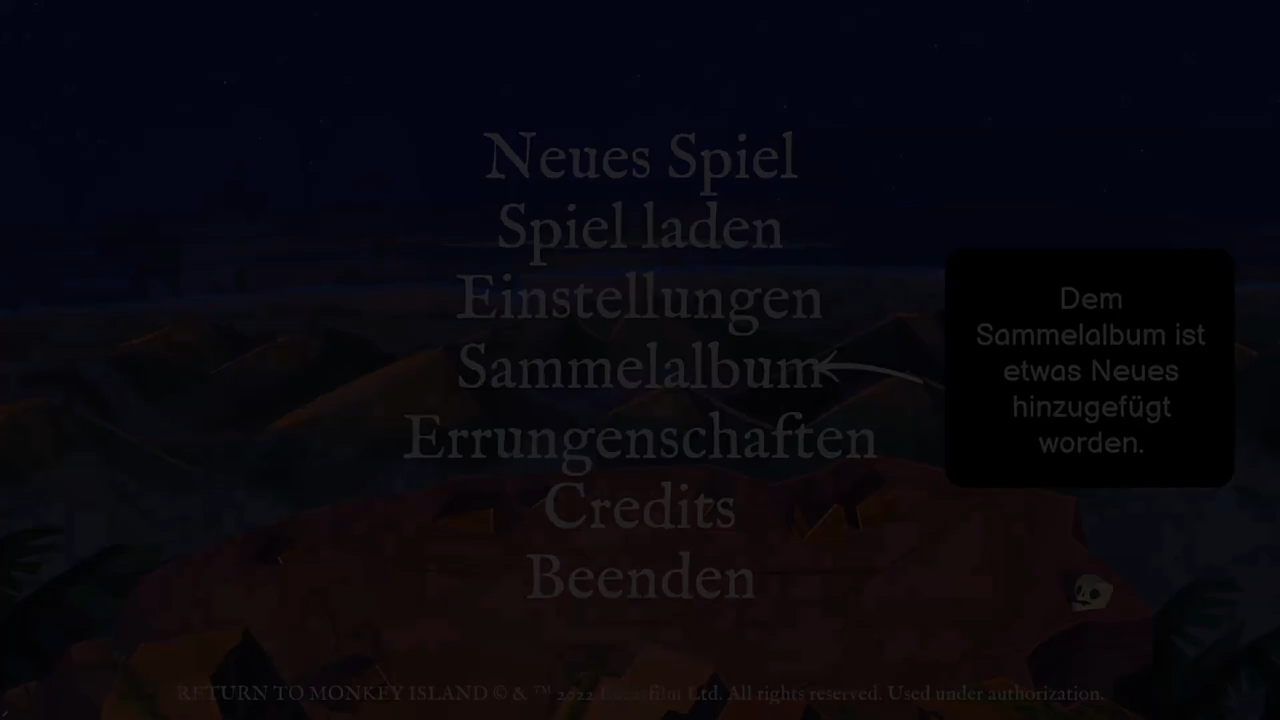 Neues Spiel
Spiel laden
Einstellungen
Sammelalbum
Errungenschaften
Credits
Beenden
Dem
Sammelalbum ist
etwas Neues
hinzugefügt
worden.
RETURN TO MONKEY ISLAND © & ™ 2022 Lucasfilm Ltd. All rights reserved. Used under authorization.